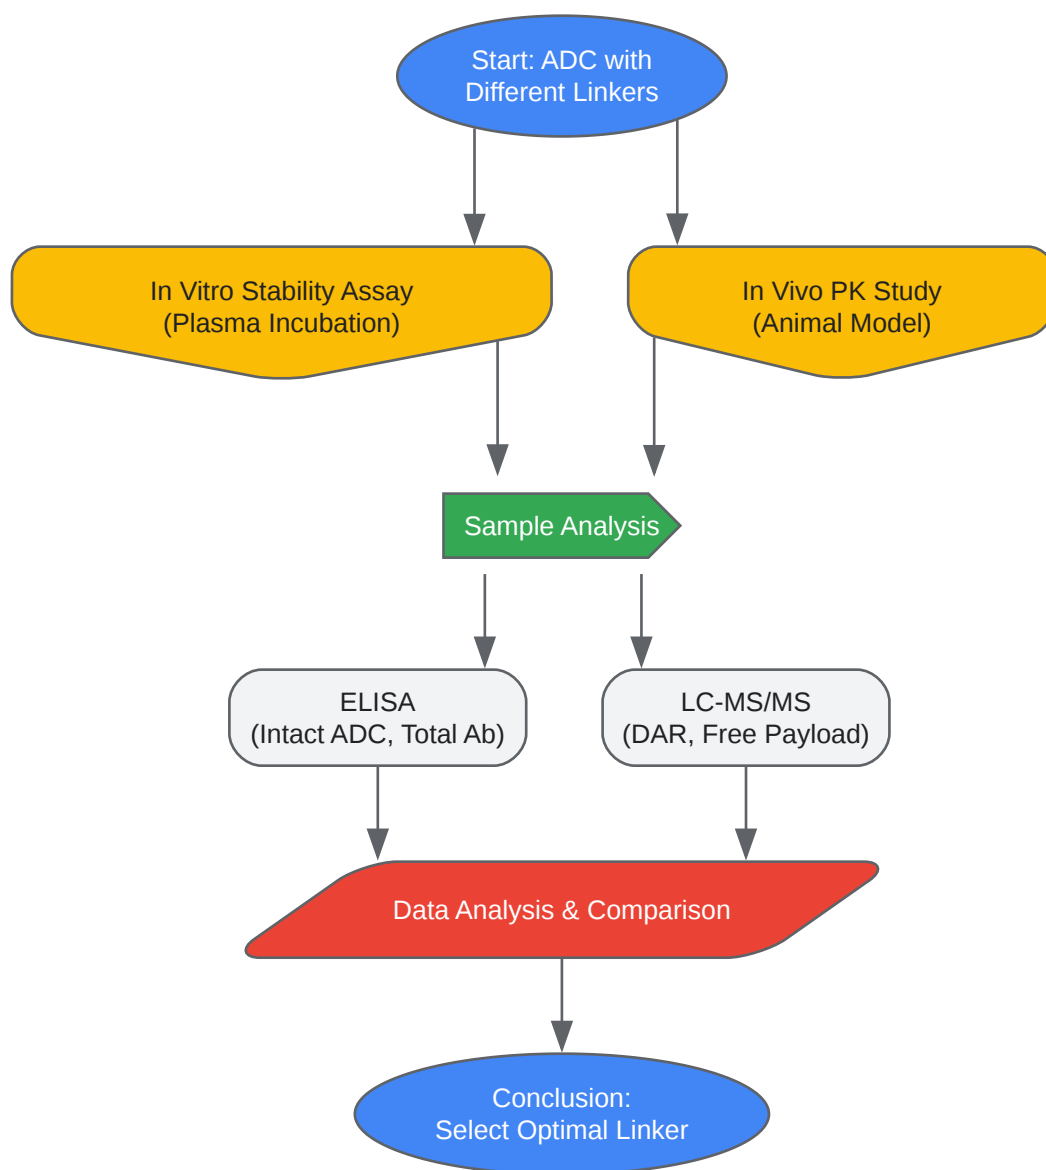 Start: ADC with
Different Linkers
In Vitro Stability Assay
(Plasma Incubation)
In Vivo PK Study
(Animal Model)
Sample Analysis
ELISA
(Intact ADC, Total Ab)
LC-MS/MS
(DAR, Free Payload)
Data Analysis & Comparison
Conclusion:
Select Optimal Linker